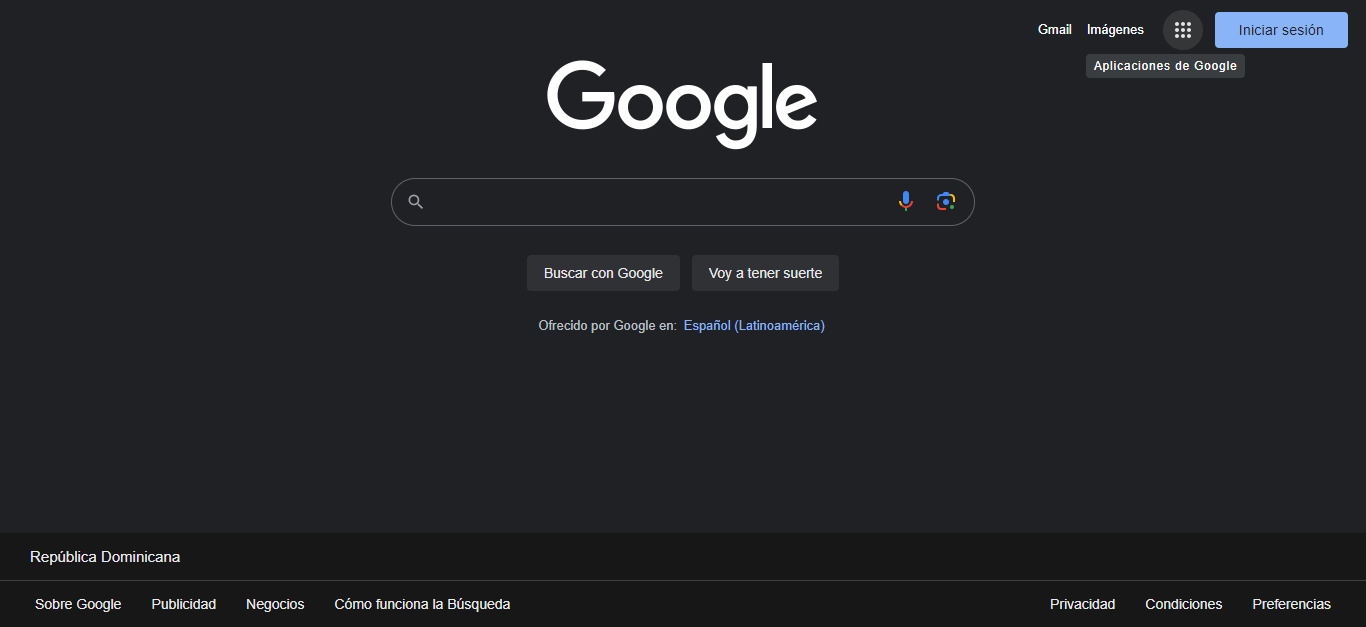 Gmail Imágenes Iniciar sesión
Aplicaciones de Google
Google
Buscar con Google Voy a tener suerte
Ofrecido por Google en: Español (Latinoamérica)
República Dominicana
Sobre Google Publicidad Negocios Cómo funciona la Búsqueda Privacidad Condiciones Preferencias